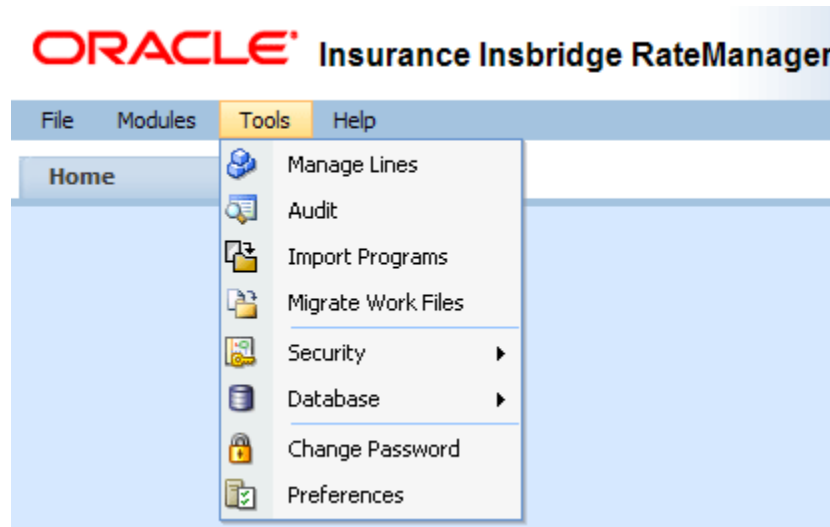 ORACLE Insurance Insbridge RateManager
File Modules Tools Help
Home
Manage Lines
Audit
Import Programs
Migrate Work Files
Security
Database
Change Password
Preferences